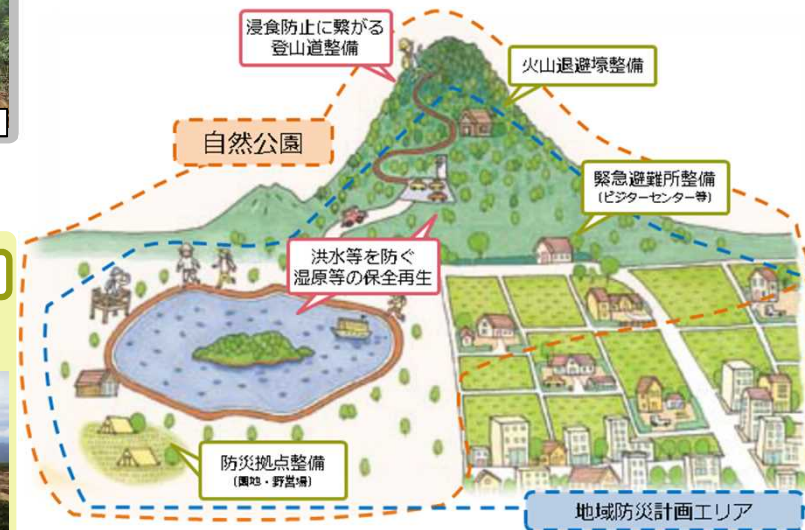 浸食防止に繋がる
登山道整備
火山退避壕整備
自然公園
緊急避難所整備
(ビジターセンター等)
洪水等を防ぐ
湿原等の保全再生
防災拠点整備
(園地・野営場)
地域防災計画エリア